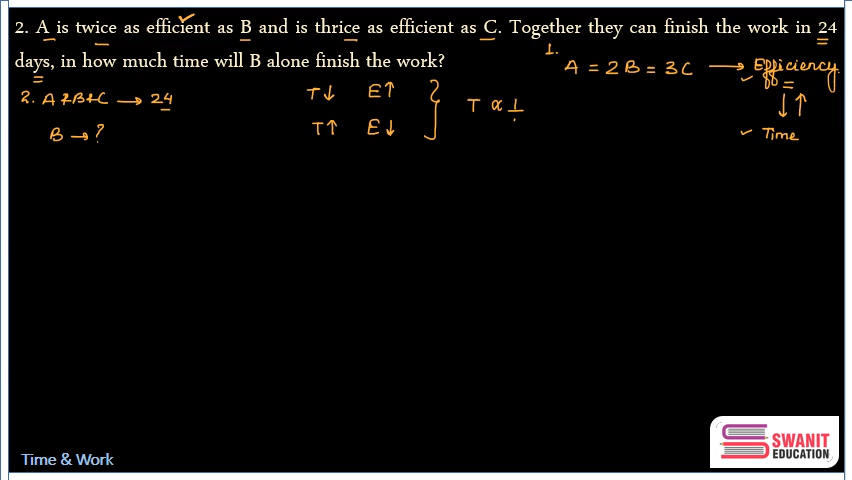 2. A is twice as efficient as B and is thrice as efficient as C. Together they can finish the work in 24
days, in how much time will B alone finish the work?
1.
A = 2B = 3C → Efficiency
2. A+B+C → 24
T↓ E↑
T ∝ 1
↓↑
B → ?
T↑ E↓
Time
SWANIT
EDUCATION
Time & Work